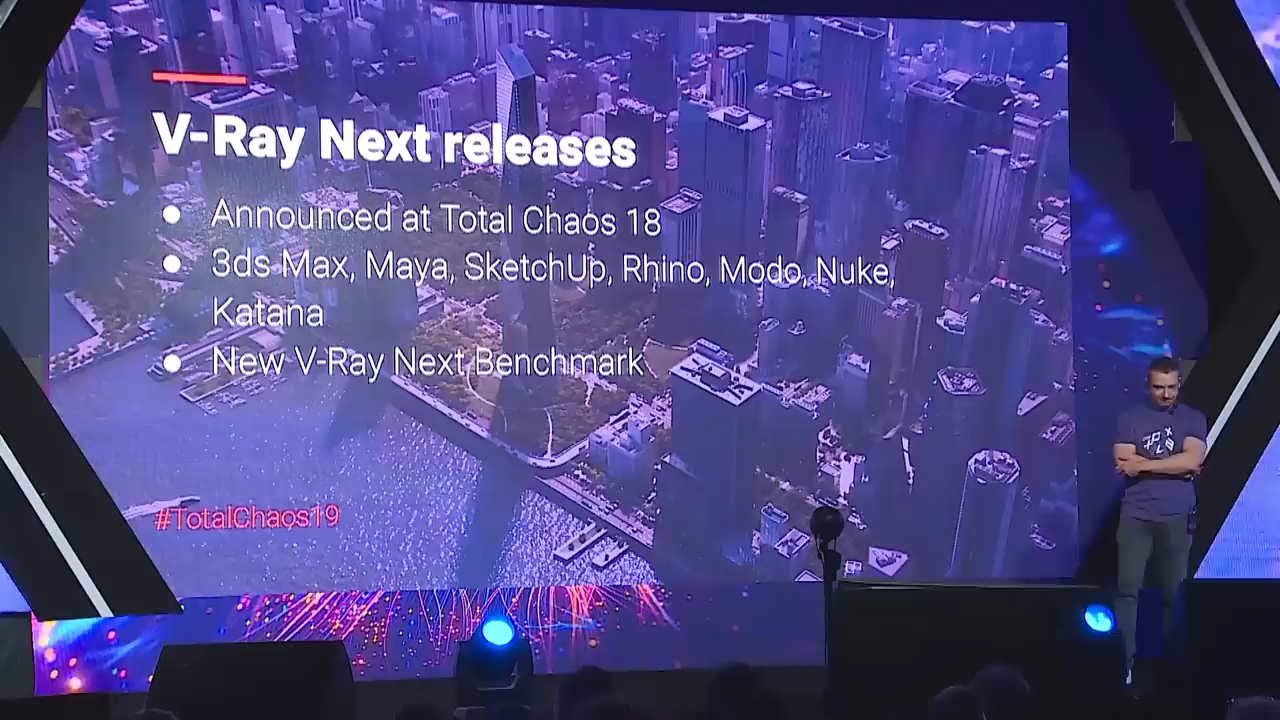 V-Ray Next releases
• Announced at Total Chaos 18
• 3ds Max, Maya, SketchUp, Rhino, Modo, Nuke,
Katana
• New V-Ray Next Benchmark
#TotalChaos19